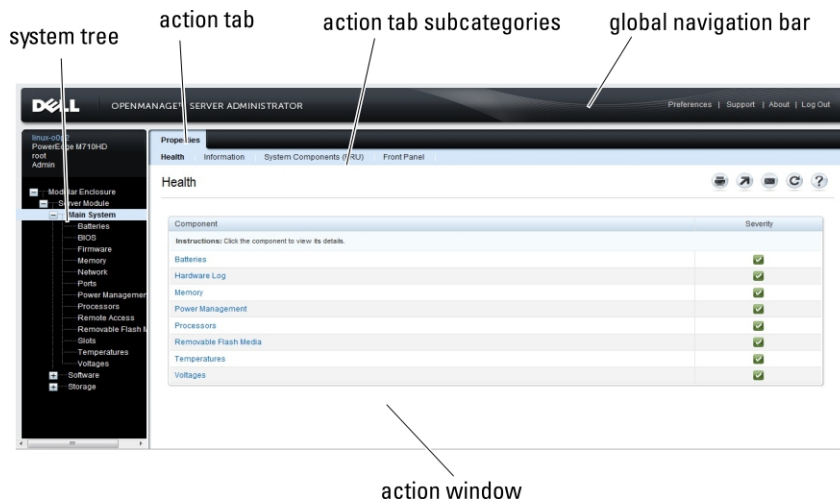 system tree
action tab
action tab subcategories
global navigation bar
DELL
OPENMANAGE™ SERVER ADMINISTRATOR
Preferences | Support | About | Log Out
PowerEdge M710HD
root
Admin
Modular Enclosure
Server Module
Main System
Batteries
BIOS
Firmware
Memory
Network
Ports
Power Managemen
Processors
Remote Access
Removable Flash M
Slots
Temperatures
Voltages
Software
Storage
Properties
Health Information System Components (FRU) Front Panel
Health
?
Component Severity
Instructions: Click the component to view its details.
Batteries
Hardware Log
Memory
Power Management
Processors
Removable Flash Media
Temperatures
Voltages
action window